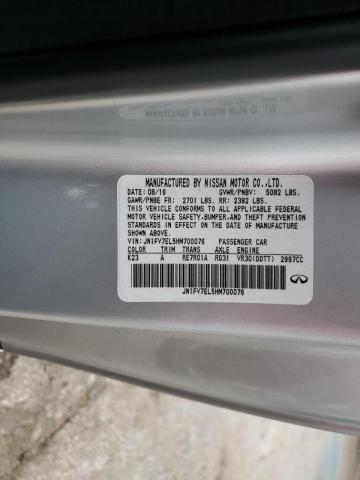 MANUFACTURED BY NISSAN MOTOR CO.,LTD.
DATE: 08/16 GVWR/PNBV: 5082 LBS.
GAWR/PNBE FR: 2701 LBS. RR: 2392 LBS.
THIS VEHICLE CONFORMS TO ALL APPLICABLE
FEDERAL MOTOR VEHICLE SAFETY,BUMPER,AND THEFT
PREVENTION STANDARDS IN EFFECT ON THE
DATE OF MANUFACTURE SHOWN ABOVE.
VIN: JN1FV7EL5HM700076 PASSENGER CAR
COLOR TRIM TRANS AXLE ENGINE
K23 A RE7R01A RG31 VR30(DDTT) 2997CC
JN1FV7EL5HM700076